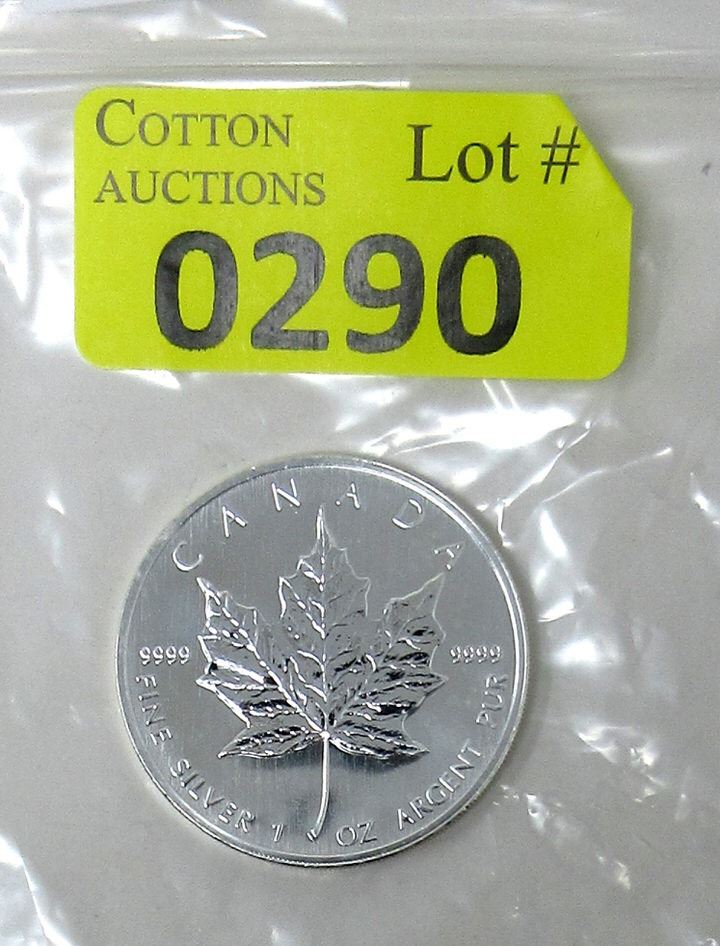 COTTON
AUCTIONS
Lot #
0290
CANADA
9999
9999
FINE SILVER 1 OZ ARGENT PUR